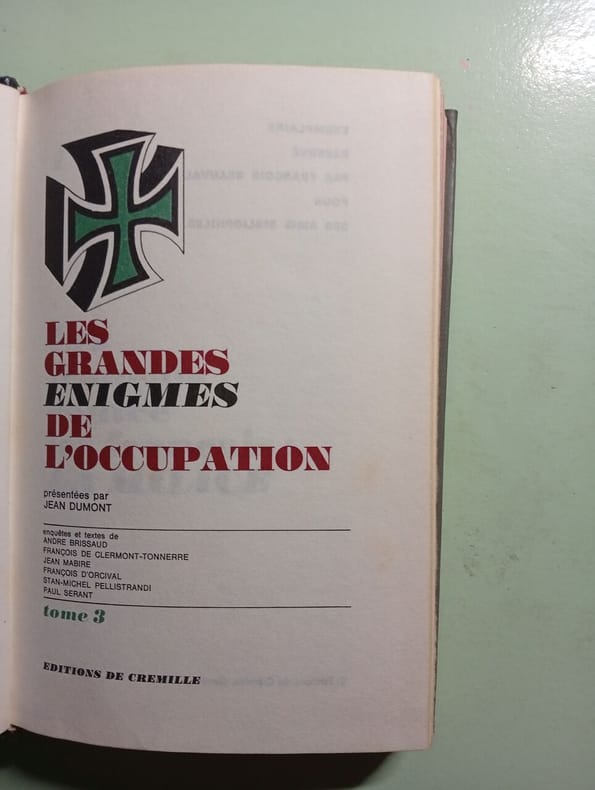 LES
GRANDES
ENIGMES
DE
L'OCCUPATION
présentées par
JEAN DUMONT
enquêtes et textes de
ANDRE BRISSAUD
FRANÇOIS DE CLERMONT-TONNERRE
JEAN MABIRE
FRANÇOIS D'ORCIVAL
STAN-MICHEL PELLISTRANDI
PAUL SERANT
tome 3
EDITIONS DE CREMILLE